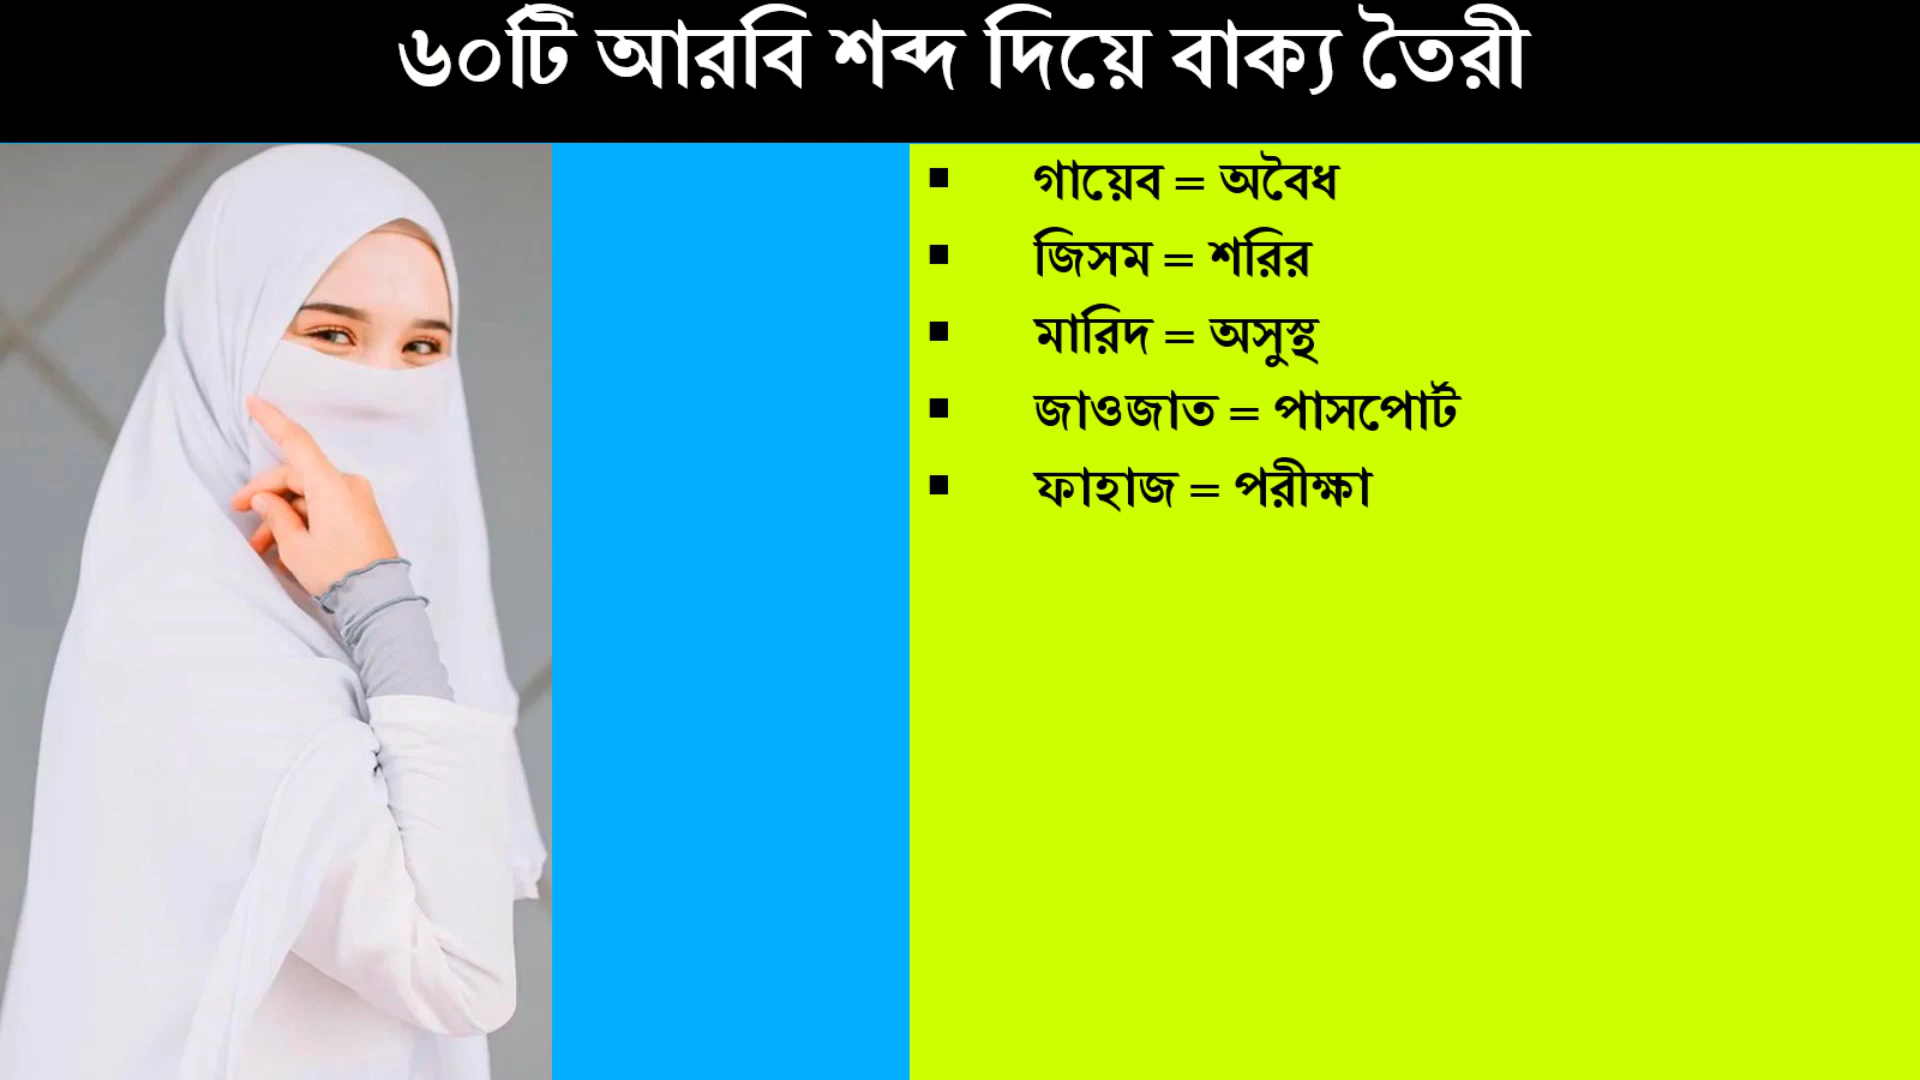 ৬০টি আরবি শব্দ দিয়ে বাক্য তৈরী
গায়েব = অবৈধ
জিসম = শরির
মারিদ = অসুস্থ
জাওজাত = পাসপোর্ট
ফাহাজ = পরীক্ষা